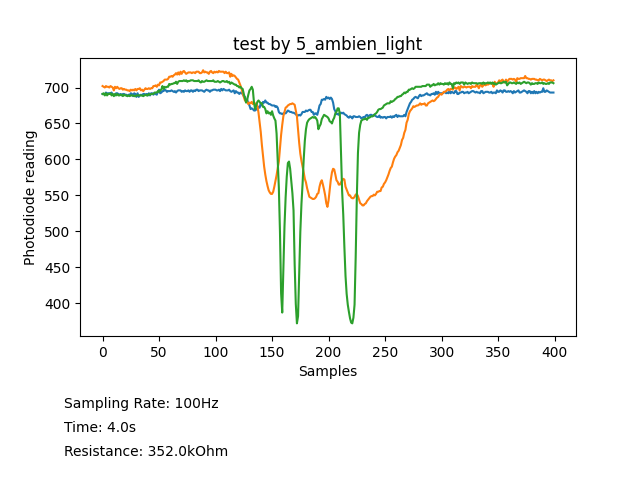 test by 5_ambien_light
Photodiode reading
700
650
600
550
500
450
400
0 50 100 150 200 250 300 350 400
Samples
Sampling Rate: 100Hz
Time: 4.0s
Resistance: 352.0kOhm